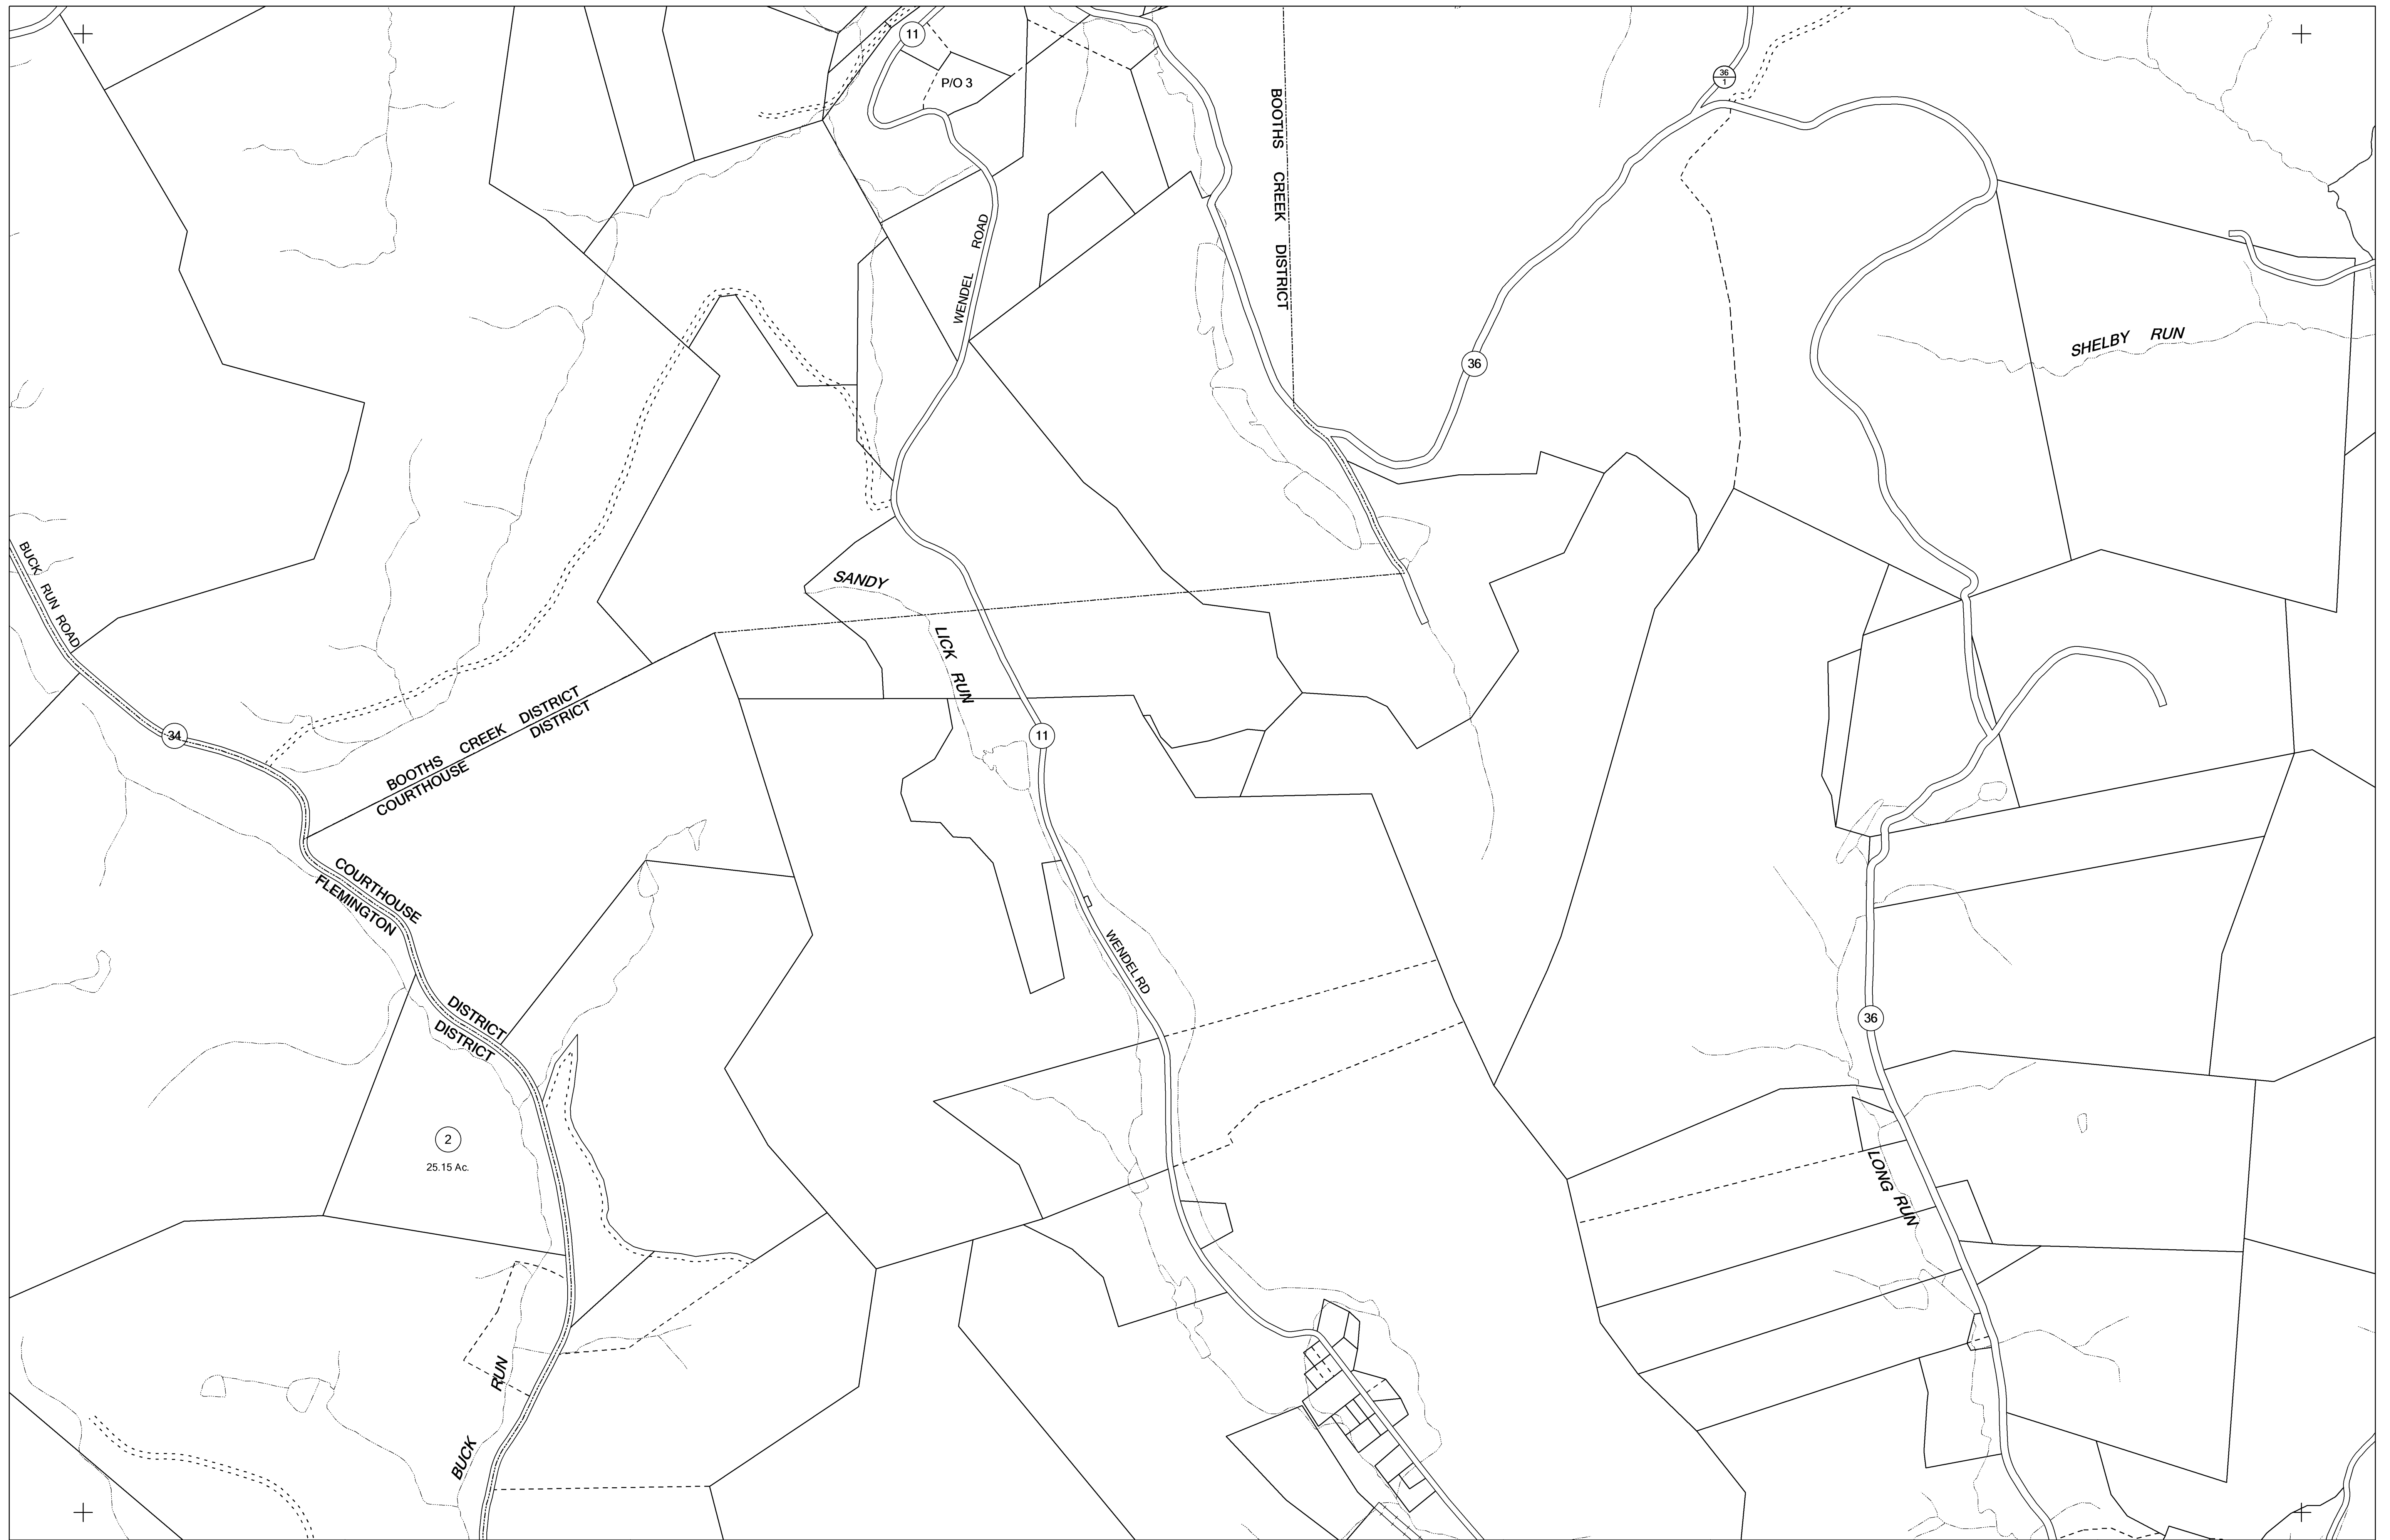 11
P/O 3
36
1
BOOTHS CREEK DISTRICT
WENDEL ROAD
SHELBY RUN
36
BUCK RUN ROAD
SANDY
LICK RUN
34
11
BOOTHS CREEK DISTRICT
COURTHOUSE DISTRICT
COURTHOUSE DISTRICT
FLEMINGTON DISTRICT
WENDEL RD
36
2
25.15 Ac.
LONG RUN
BUCK RUN